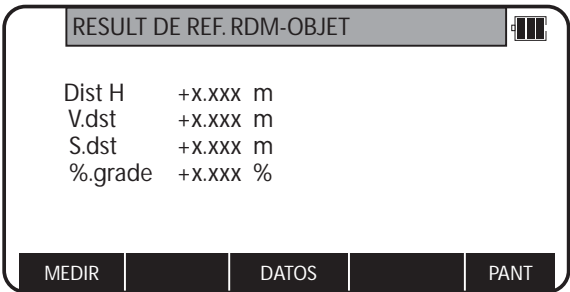 RESULT DE REF. RDM-OBJET
Dist H +x.xxx m
V.dst +x.xxx m
S.dst +x.xxx m
%.grade +x.xxx %
MEDIR DATOS PANT